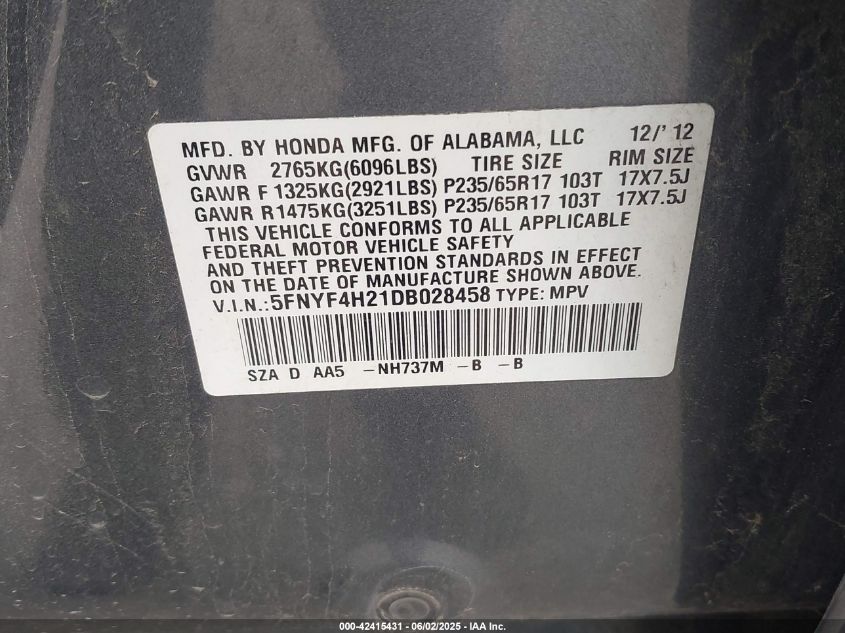 MFD. BY HONDA MFG. OF ALABAMA, LLC 12/'12
GVWR 2765KG(6096LBS) TIRE SIZE RIM SIZE
GAWR F 1325KG(2921LBS) P235/65R17 103T 17X7.5J
GAWR R1475KG(3251LBS) P235/65R17 103T 17X7.5J
THIS VEHICLE CONFORMS TO ALL APPLICABLE
FEDERAL MOTOR VEHICLE SAFETY
AND THEFT PREVENTION STANDARDS IN EFFECT
ON THE DATE OF MANUFACTURE SHOWN ABOVE.
V.I.N.:5FNYF4H21DB028458 TYPE: MPV
SZA D AA5 -NH737M -B -B
000-42415431 - 06/02/2025 - IAA Inc.